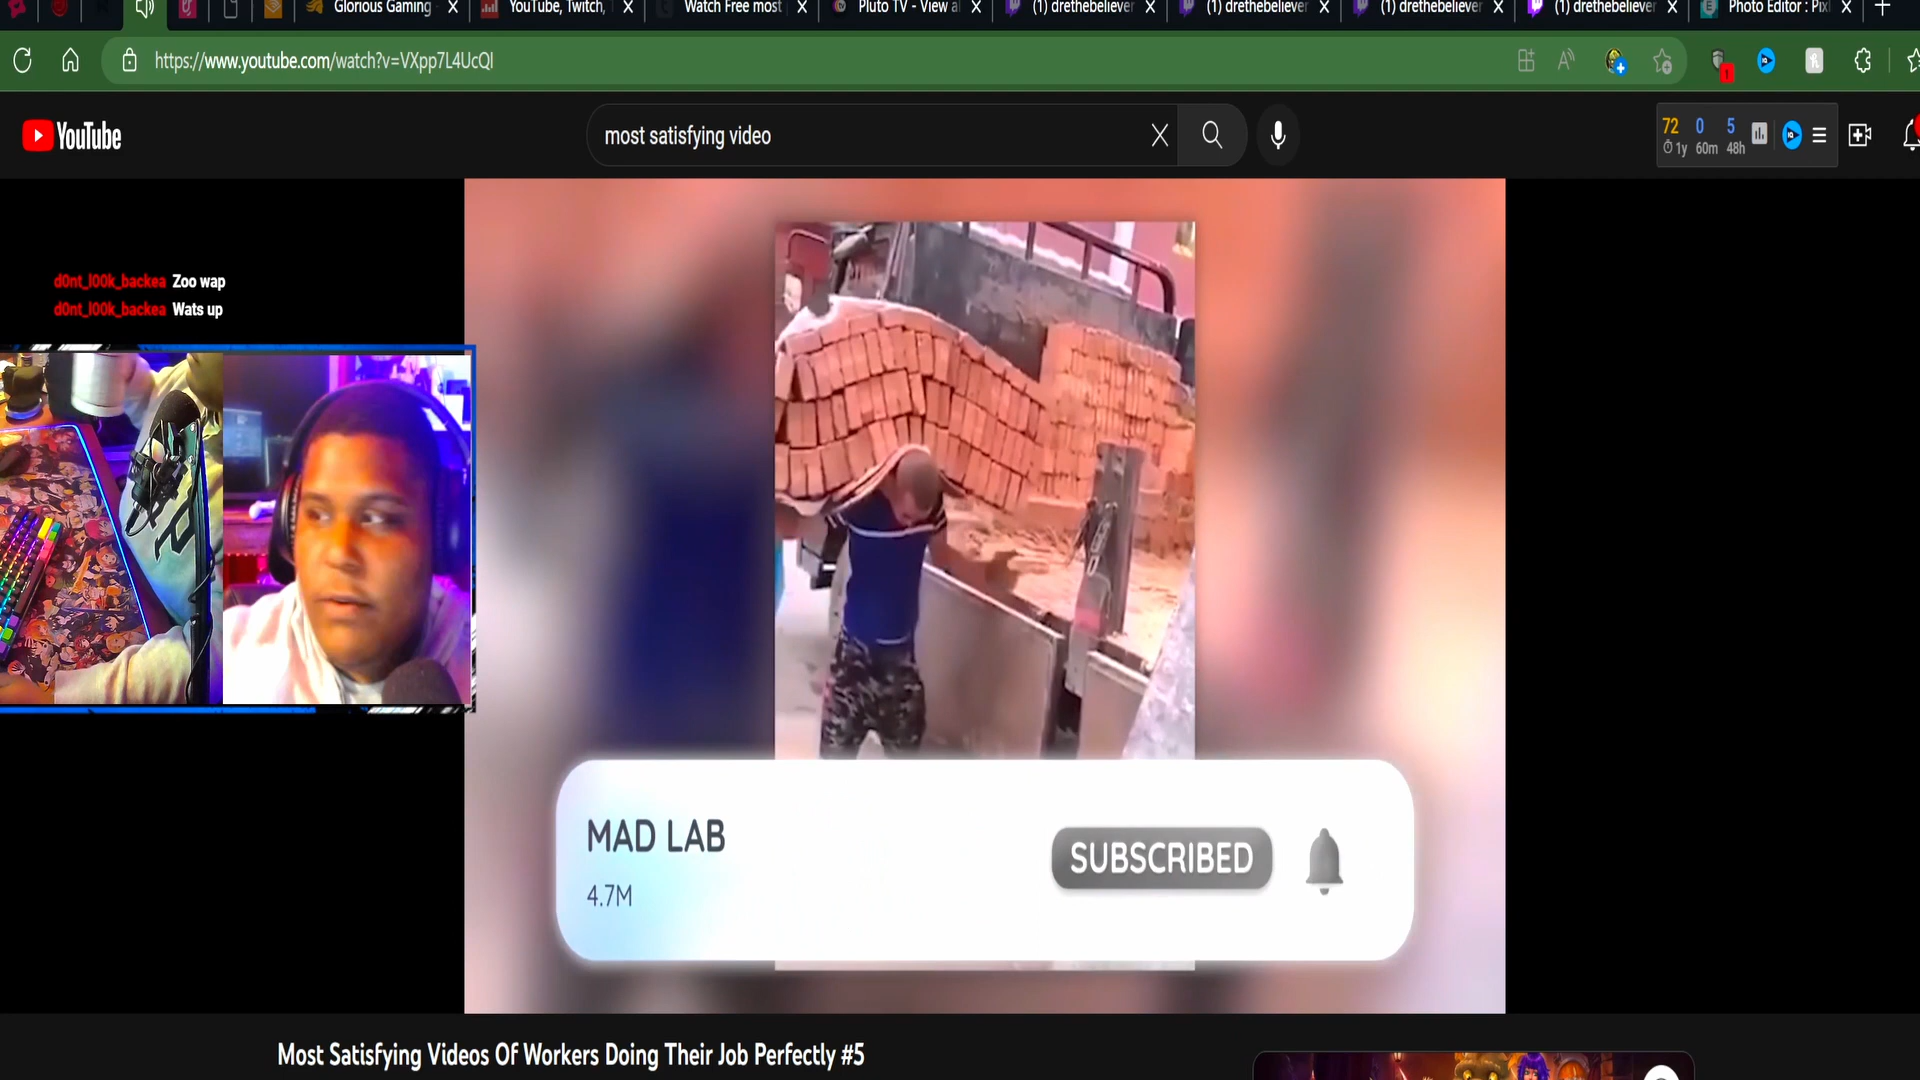 Glorious Gaming
YouTube, Twitch,
Watch Free most
Pluto TV - View a
(1) drethebeliever
(1) drethebeliever
(1) drethebeliever
(1) drethebeliever
Photo Editor : Pixl
https://www.youtube.com/watch?v=VXpp7L4UcQI
YouTube
most satisfying video
72 0 5
1y 60m 48h
d0nt_l00k_backea Zoo wap
d0nt_l00k_backea Wats up
MAD LAB
SUBSCRIBED
4.7M
Most Satisfying Videos Of Workers Doing Their Job Perfectly #5